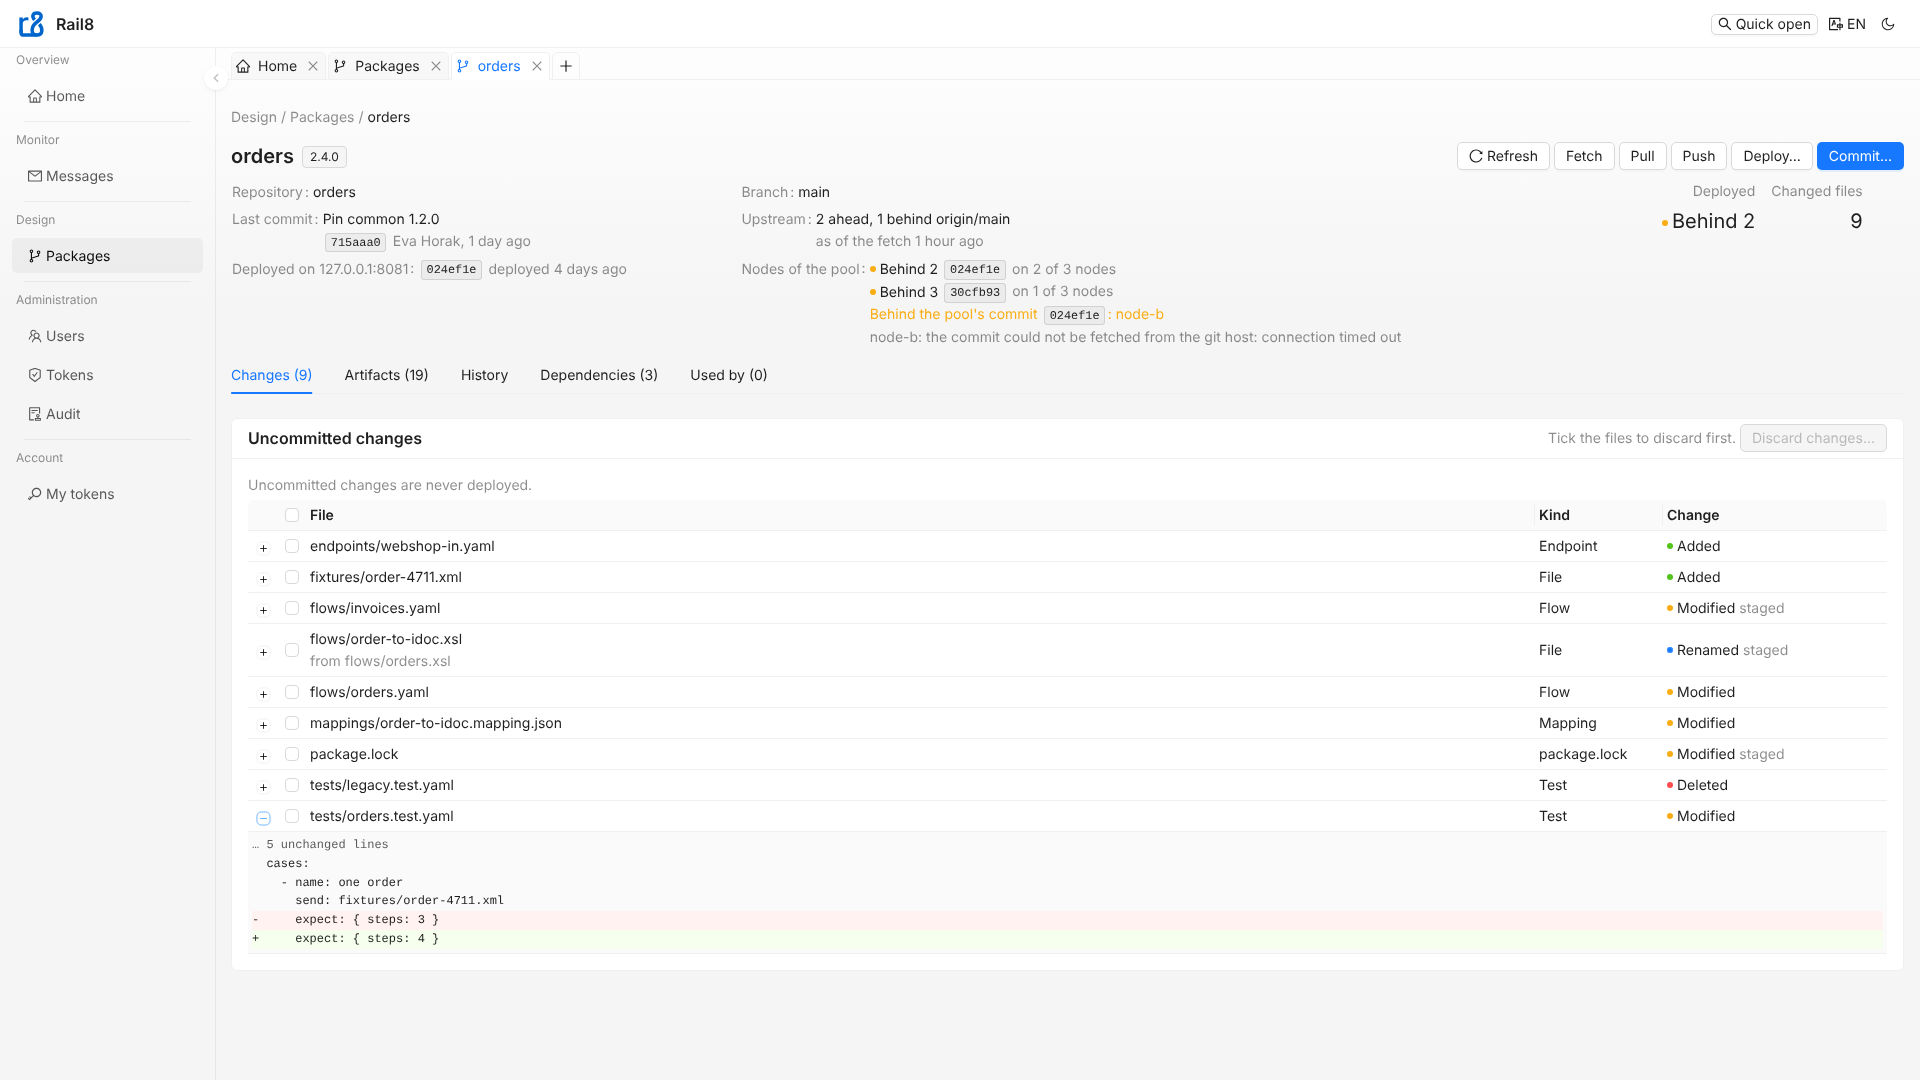 Rail8
Quick open
EN
Overview
Home
Monitor
Messages
Design
Packages
Administration
Users
Tokens
Audit
Account
My tokens
Home
Packages
orders
Design / Packages / orders
orders 2.4.0
Refresh
Fetch
Pull
Push
Deploy...
Commit...
Repository: orders
Branch: main
Deployed
Behind 2
Changed files
9
Last commit: Pin common 1.2.0
715aaa0 Eva Horak, 1 day ago
Upstream: 2 ahead, 1 behind origin/main
as of the fetch 1 hour ago
Deployed on 127.0.0.1:8081: 024ef1e deployed 4 days ago
Nodes of the pool: Behind 2 024ef1e on 2 of 3 nodes
Behind 3 30cfb93 on 1 of 3 nodes
Behind the pool's commit 024ef1e : node-b
node-b: the commit could not be fetched from the git host: connection timed out
Changes (9)
Artifacts (19)
History
Dependencies (3)
Used by (0)
Uncommitted changes
Tick the files to discard first.
Discard changes...
Uncommitted changes are never deployed.
File Kind Change
+ endpoints/webshop-in.yaml Endpoint Added
+ fixtures/order-4711.xml File Added
+ flows/invoices.yaml Flow Modified staged
+ flows/order-to-idoc.xsl File Renamed staged
from flows/orders.xsl
+ flows/orders.yaml Flow Modified
+ mappings/order-to-idoc.mapping.json Mapping Modified
+ package.lock package.lock Modified staged
+ tests/legacy.test.yaml Test Deleted
tests/orders.test.yaml Test Modified
… 5 unchanged lines
cases:
- name: one order
send: fixtures/order-4711.xml
- expect: { steps: 3 }
+ expect: { steps: 4 }